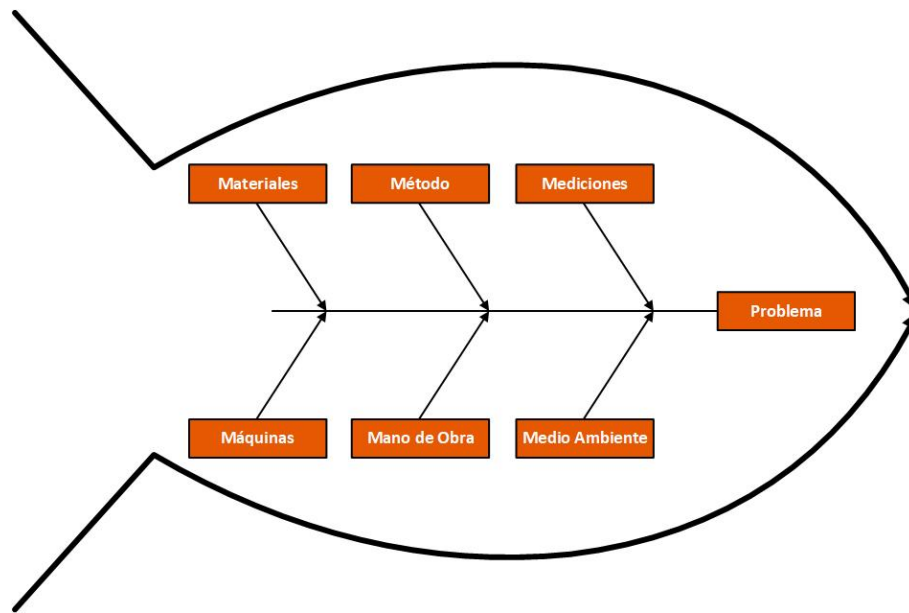 Materiales
Método
Mediciones
Problema
Máquinas
Mano de Obra
Medio Ambiente